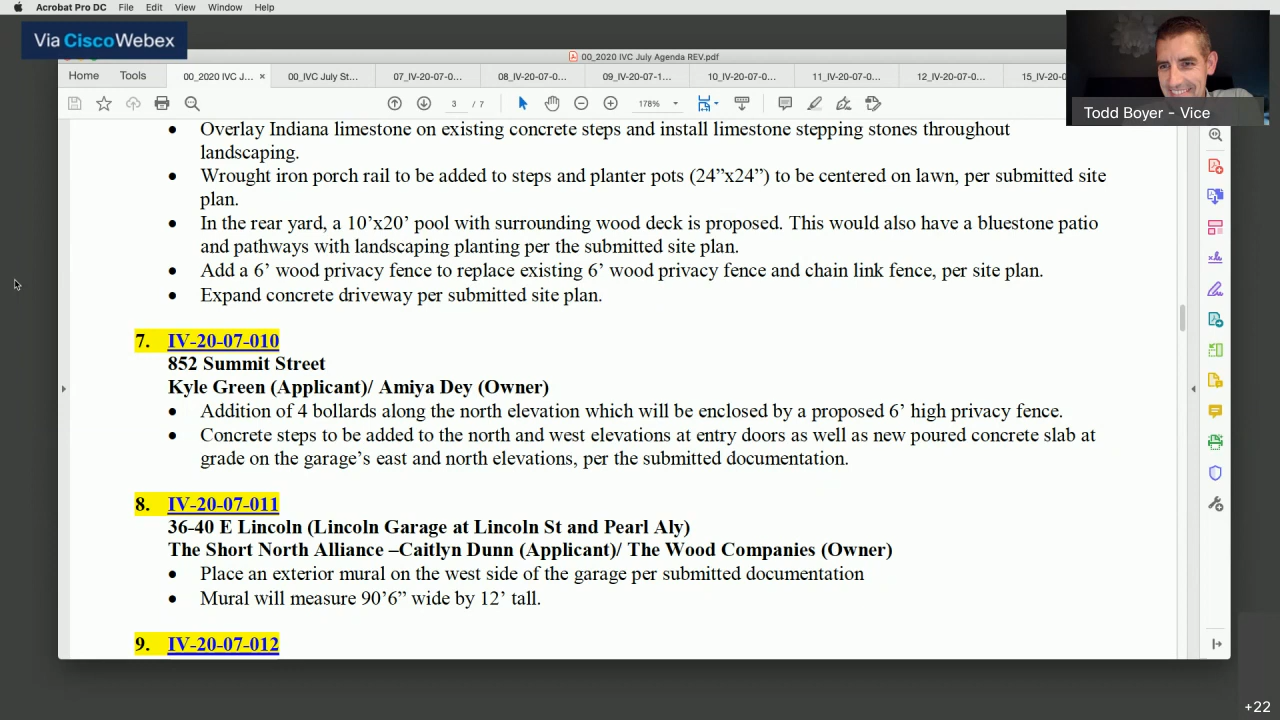 Acrobat Pro DC File Edit View Window Help
Via CiscoWebex
00_2020 IVC July Agenda REV.pdf
Home Tools 00_2020 IVC J... × 00_IVC July St... 07_IV-20-07-0... 08_IV-20-07-0... 09_IV-20-07-1... 10_IV-20-07-0... 11_IV-20-07-0... 12_IV-20-07-0... 15_IV-20-0
3 / 7 178%
Todd Boyer - Vice
• Overlay Indiana limestone on existing concrete steps and install limestone stepping stones throughout
landscaping.
• Wrought iron porch rail to be added to steps and planter pots (24”x24”) to be centered on lawn, per submitted site
plan.
• In the rear yard, a 10’x20’ pool with surrounding wood deck is proposed. This would also have a bluestone patio
and pathways with landscaping planting per the submitted site plan.
• Add a 6’ wood privacy fence to replace existing 6’ wood privacy fence and chain link fence, per site plan.
• Expand concrete driveway per submitted site plan.
7. IV-20-07-010
852 Summit Street
Kyle Green (Applicant)/ Amiya Dey (Owner)
• Addition of 4 bollards along the north elevation which will be enclosed by a proposed 6’ high privacy fence.
• Concrete steps to be added to the north and west elevations at entry doors as well as new poured concrete slab at
grade on the garage’s east and north elevations, per the submitted documentation.
8. IV-20-07-011
36-40 E Lincoln (Lincoln Garage at Lincoln St and Pearl Aly)
The Short North Alliance –Caitlyn Dunn (Applicant)/ The Wood Companies (Owner)
• Place an exterior mural on the west side of the garage per submitted documentation
• Mural will measure 90’6” wide by 12’ tall.
9. IV-20-07-012
+22